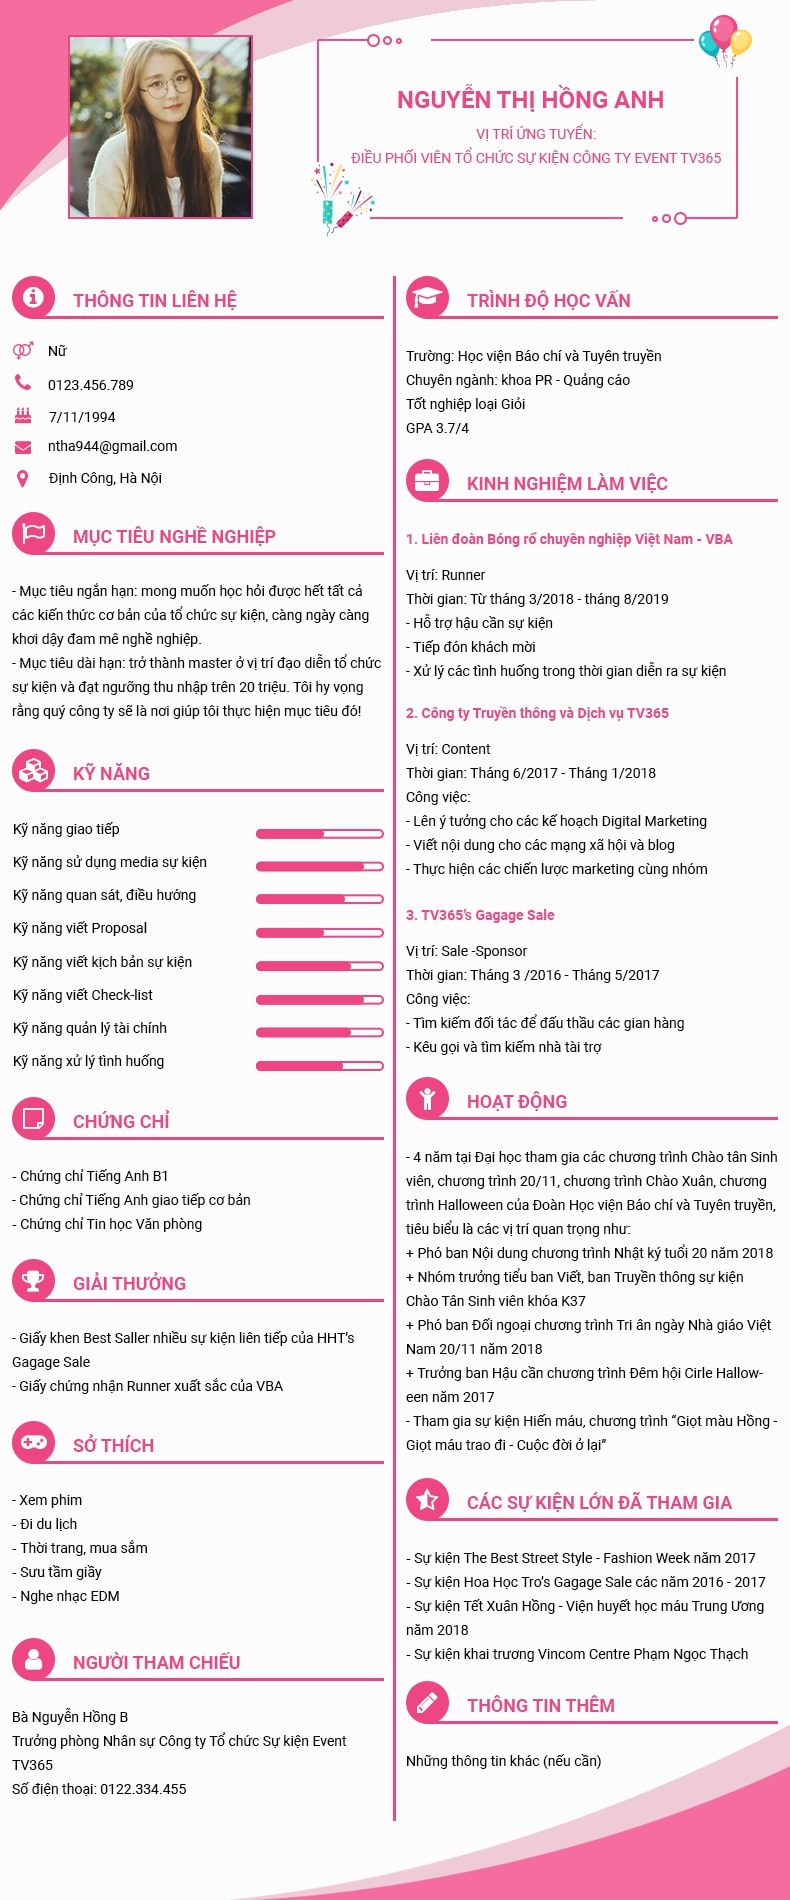 NGUYỄN THỊ HỒNG ANH
VỊ TRÍ ỨNG TUYỂN:
ĐIỀU PHỐI VIÊN TỔ CHỨC SỰ KIỆN CÔNG TY EVENT TV365
THÔNG TIN LIÊN HỆ
Nữ
0123.456.789
7/11/1994
ntha944@gmail.com
Định Công, Hà Nội
MỤC TIÊU NGHỀ NGHIỆP
- Mục tiêu ngắn hạn: mong muốn học hỏi được hết tất cả
các kiến thức cơ bản của tổ chức sự kiện, càng ngày càng
khơi dậy đam mê nghề nghiệp.
- Mục tiêu dài hạn: trở thành master ở vị trí đạo diễn tổ chức
sự kiện và đạt ngưỡng thu nhập trên 20 triệu. Tôi hy vọng
rằng quý công ty sẽ là nơi giúp tôi thực hiện mục tiêu đó!
KỸ NĂNG
Kỹ năng giao tiếp
Kỹ năng sử dụng media sự kiện
Kỹ năng quan sát, điều hướng
Kỹ năng viết Proposal
Kỹ năng viết kịch bản sự kiện
Kỹ năng viết Check-list
Kỹ năng quản lý tài chính
Kỹ năng xử lý tình huống
CHỨNG CHỈ
- Chứng chỉ Tiếng Anh B1
- Chứng chỉ Tiếng Anh giao tiếp cơ bản
- Chứng chỉ Tin học Văn phòng
GIẢI THƯỞNG
- Giấy khen Best Saller nhiều sự kiện liên tiếp của HHT's
Gagage Sale
- Giấy chứng nhận Runner xuất sắc của VBA
SỞ THÍCH
- Xem phim
- Đi du lịch
- Thời trang, mua sắm
- Sưu tầm giầy
- Nghe nhạc EDM
NGƯỜI THAM CHIẾU
Bà Nguyễn Hồng B
Trưởng phòng Nhân sự Công ty Tổ chức Sự kiện Event
TV365
Số điện thoại: 0122.334.455
TRÌNH ĐỘ HỌC VẤN
Trường: Học viện Báo chí và Tuyên truyền
Chuyên ngành: khoa PR - Quảng cáo
Tốt nghiệp loại Giỏi
GPA 3.7/4
KINH NGHIỆM LÀM VIỆC
1. Liên đoàn Bóng rổ chuyên nghiệp Việt Nam - VBA
Vị trí: Runner
Thời gian: Từ tháng 3/2018 - tháng 8/2019
- Hỗ trợ hậu cần sự kiện
- Tiếp đón khách mời
- Xử lý các tình huống trong thời gian diễn ra sự kiện
2. Công ty Truyền thông và Dịch vụ TV365
Vị trí: Content
Thời gian: Tháng 6/2017 - Tháng 1/2018
Công việc:
- Lên ý tưởng cho các kế hoạch Digital Marketing
- Viết nội dung cho các mạng xã hội và blog
- Thực hiện các chiến lược marketing cùng nhóm
3. TV365's Gagage Sale
Vị trí: Sale -Sponsor
Thời gian: Tháng 3 /2016 - Tháng 5/2017
Công việc:
- Tìm kiếm đối tác để đấu thầu các gian hàng
- Kêu gọi và tìm kiếm nhà tài trợ
HOẠT ĐỘNG
- 4 năm tại Đại học tham gia các chương trình Chào tân Sinh
viên, chương trình 20/11, chương trình Chào Xuân, chương
trình Halloween của Đoàn Học viện Báo chí và Tuyên truyền,
tiêu biểu là các vị trí quan trọng như:
+ Phó ban Nội dung chương trình Nhật ký tuổi 20 năm 2018
+ Nhóm trưởng tiểu ban Viết, ban Truyền thông sự kiện
Chào Tân Sinh viên khóa K37
+ Phó ban Đối ngoại chương trình Tri ân ngày Nhà giáo Việt
Nam 20/11 năm 2018
+ Trưởng ban Hậu cần chương trình Đêm hội Cirle Hallow-
een năm 2017
- Tham gia sự kiện Hiến máu, chương trình “Giọt màu Hồng -
Giọt máu trao đi - Cuộc đời ở lại”
CÁC SỰ KIỆN LỚN ĐÃ THAM GIA
- Sự kiện The Best Street Style - Fashion Week năm 2017
- Sự kiện Hoa Học Tro's Gagage Sale các năm 2016 - 2017
- Sự kiện Tết Xuân Hồng - Viện huyết học máu Trung Ương
năm 2018
- Sự kiện khai trương Vincom Centre Phạm Ngọc Thạch
THÔNG TIN THÊM
Những thông tin khác (nếu cần)